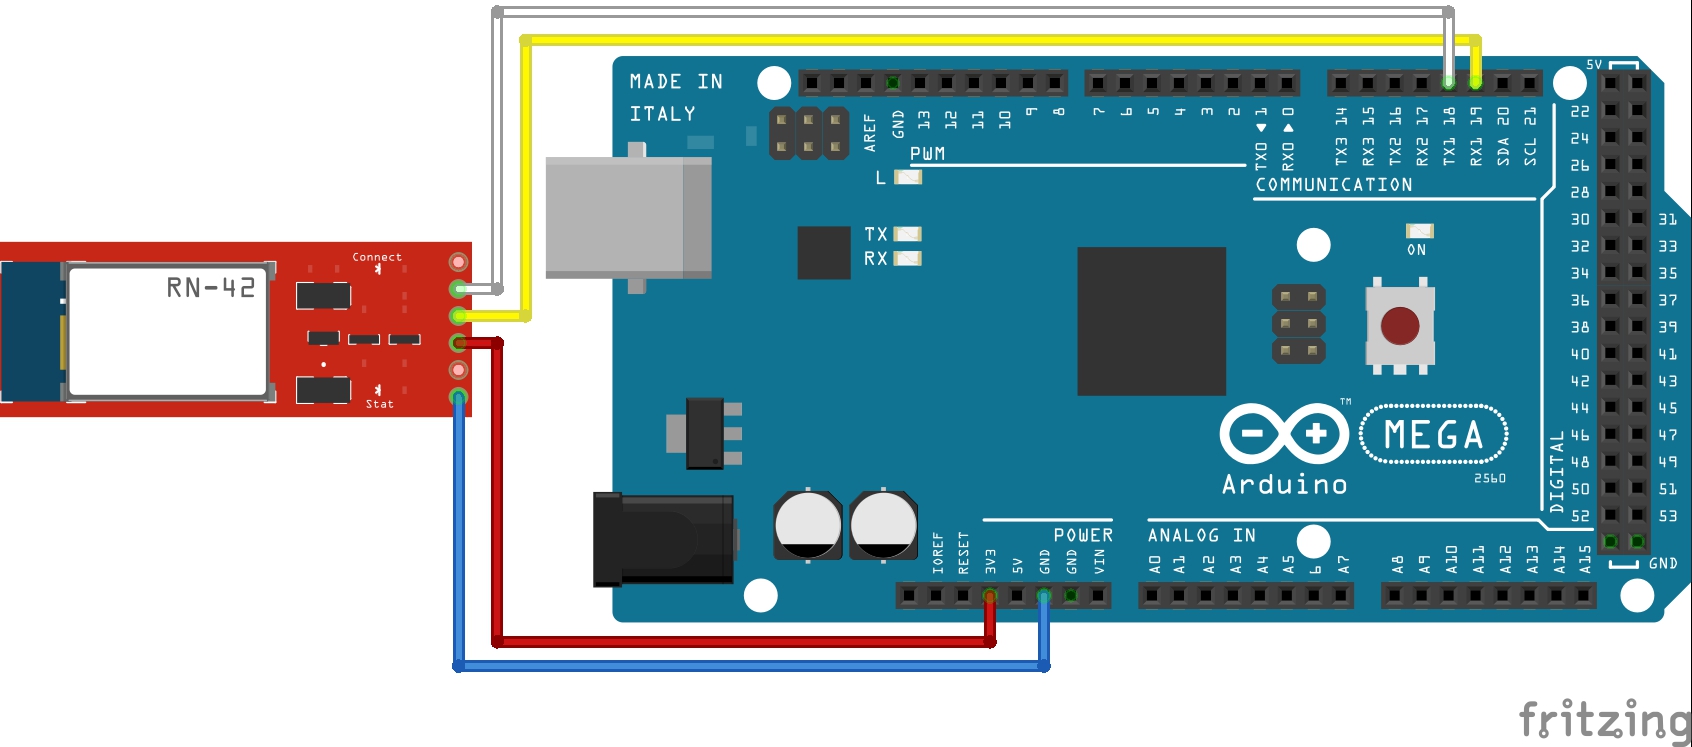 MADE IN
ITALY
5V
AREF
GND
13
12
11
10
9
8
7
6
5
4
3
2
TX0 ◀ 1
RX0 ▶ 0
TX3 14
RX3 15
TX2 16
RX2 17
TX1 18
RX1 19
SDA 20
SCL 21
PWM
COMMUNICATION
L
TX
RX
ON
22
24
26
28
30 31
32 33
34 35
36 37
38 39
40 41
42 43
44 45
46 47
48 49
50 51
52 53
GND
DIGITAL
Connect
RN-42
Stat
TM
MEGA
2560
Arduino
POWER
ANALOG IN
IOREF
RESET
3V3
5V
GND
GND
VIN
A0
A1
A2
A3
A4
A5
6
A7
A8
A9
A10
A11
A12
A13
A14
A15
fritzing